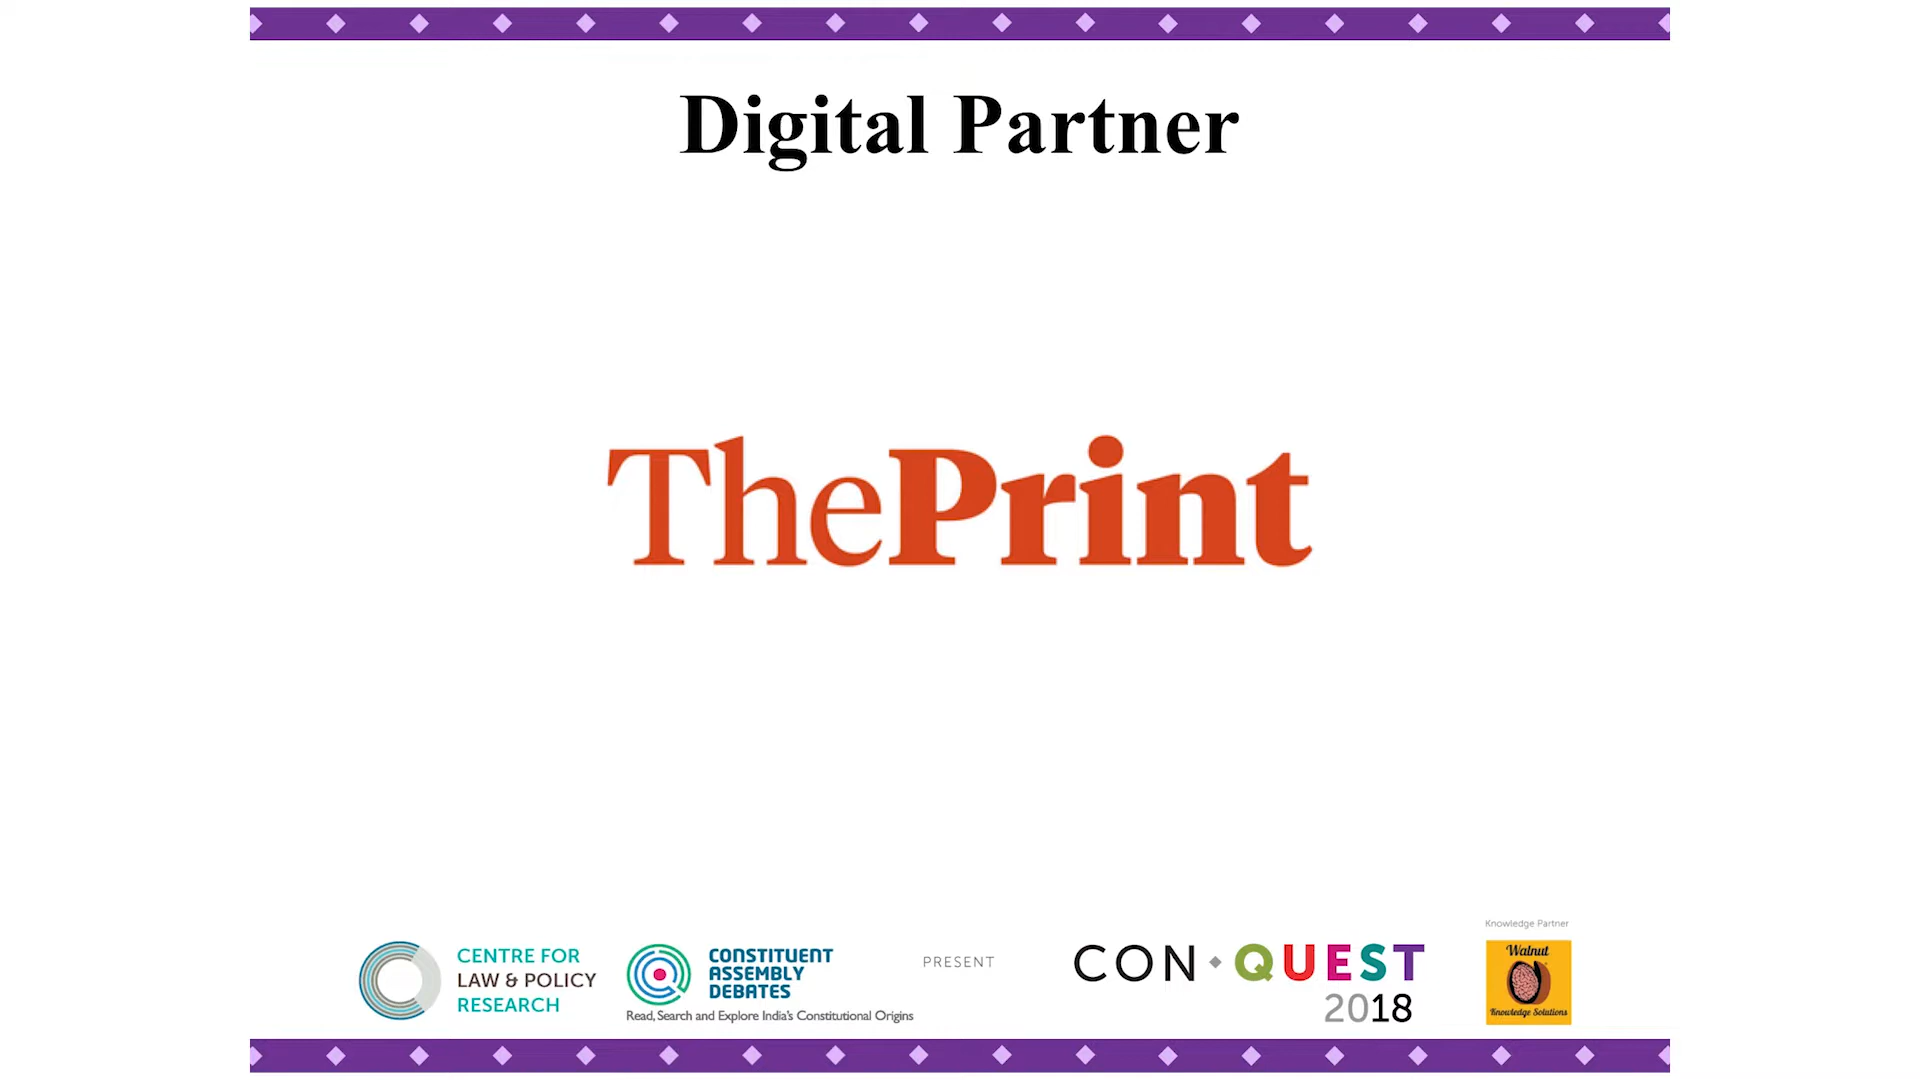 Digital Partner
ThePrint
CENTRE FOR
LAW & POLICY
RESEARCH
CONSTITUENT
ASSEMBLY
DEBATES
Read, Search and Explore India's Constitutional Origins
PRESENT
CON QUEST
2018
Knowledge Partner
Walnut
Knowledge Solutions